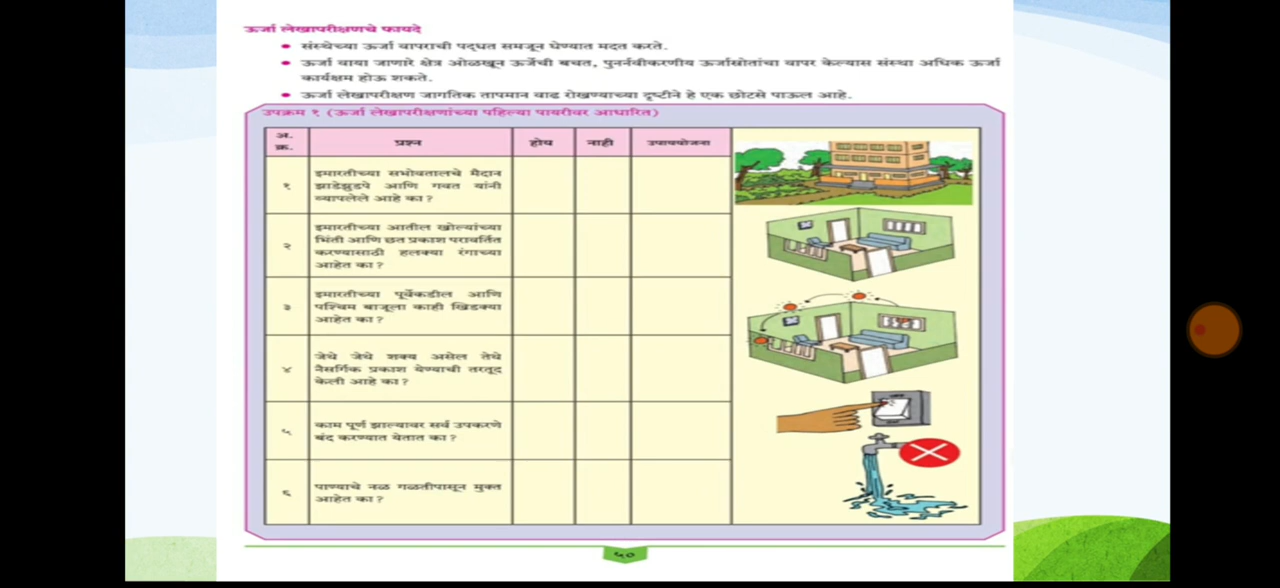 ऊर्जा लेखापरीक्षणचे फायदे
● संस्थेच्या ऊर्जा वापराची पद्धत समजून घेण्यात मदत करते.
● ऊर्जा वाया जाणारे क्षेत्र ओळखून ऊर्जेची बचत, पुनर्नवीकरणीय ऊर्जास्रोतांचा वापर केल्यास संस्था अधिक ऊर्जा
कार्यक्षम होऊ शकते.
● ऊर्जा लेखापरीक्षण जागतिक तापमान वाढ रोखण्याच्या दृष्टीने हे एक छोटसे पाऊल आहे.
उपक्रम १ (ऊर्जा लेखापरीक्षणांच्या पहिल्या पायरीवर आधारित)
अ.
क्र. प्रश्न होय नाही उपाययोजना
१ इमारतीच्या सभोवतालचे मैदान
झाडेझुडपे आणि गवत यांनी
व्यापलेले आहे का ?
२ इमारतीच्या आतील खोल्यांच्या
भिंती आणि छत प्रकाश परावर्तित
करण्यासाठी हलक्या रंगाच्या
आहेत का ?
३ इमारतीच्या पूर्वेकडील आणि
पश्चिम बाजूला काही खिडक्या
आहेत का ?
४ जेथे जेथे शक्य असेल तेथे
नैसर्गिक प्रकाश येण्याची तरतूद
केली आहे का ?
५ काम पूर्ण झाल्यावर सर्व उपकरणे
बंद करण्यात येतात का ?
६ पाण्याचे नळ गळतीपासून मुक्त
आहेत का ?
५०